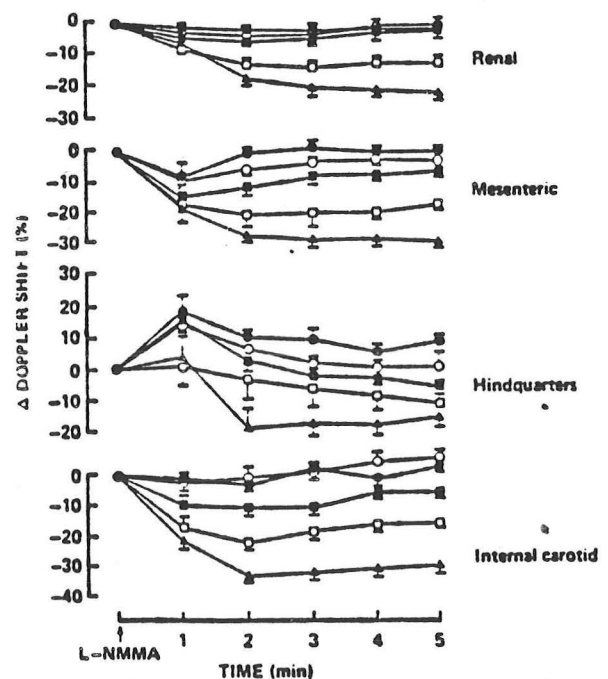 0
-10
-20
-30
Renal
0
-10
-20
-30
Mesenteric
30
20
10
0
-10
-20
Hindquarters
0
-10
-20
-30
-40
Internal carotid
Δ DOPPLER SHIFT (%)
1 2 3 4 5
L-NMMA
TIME (min)